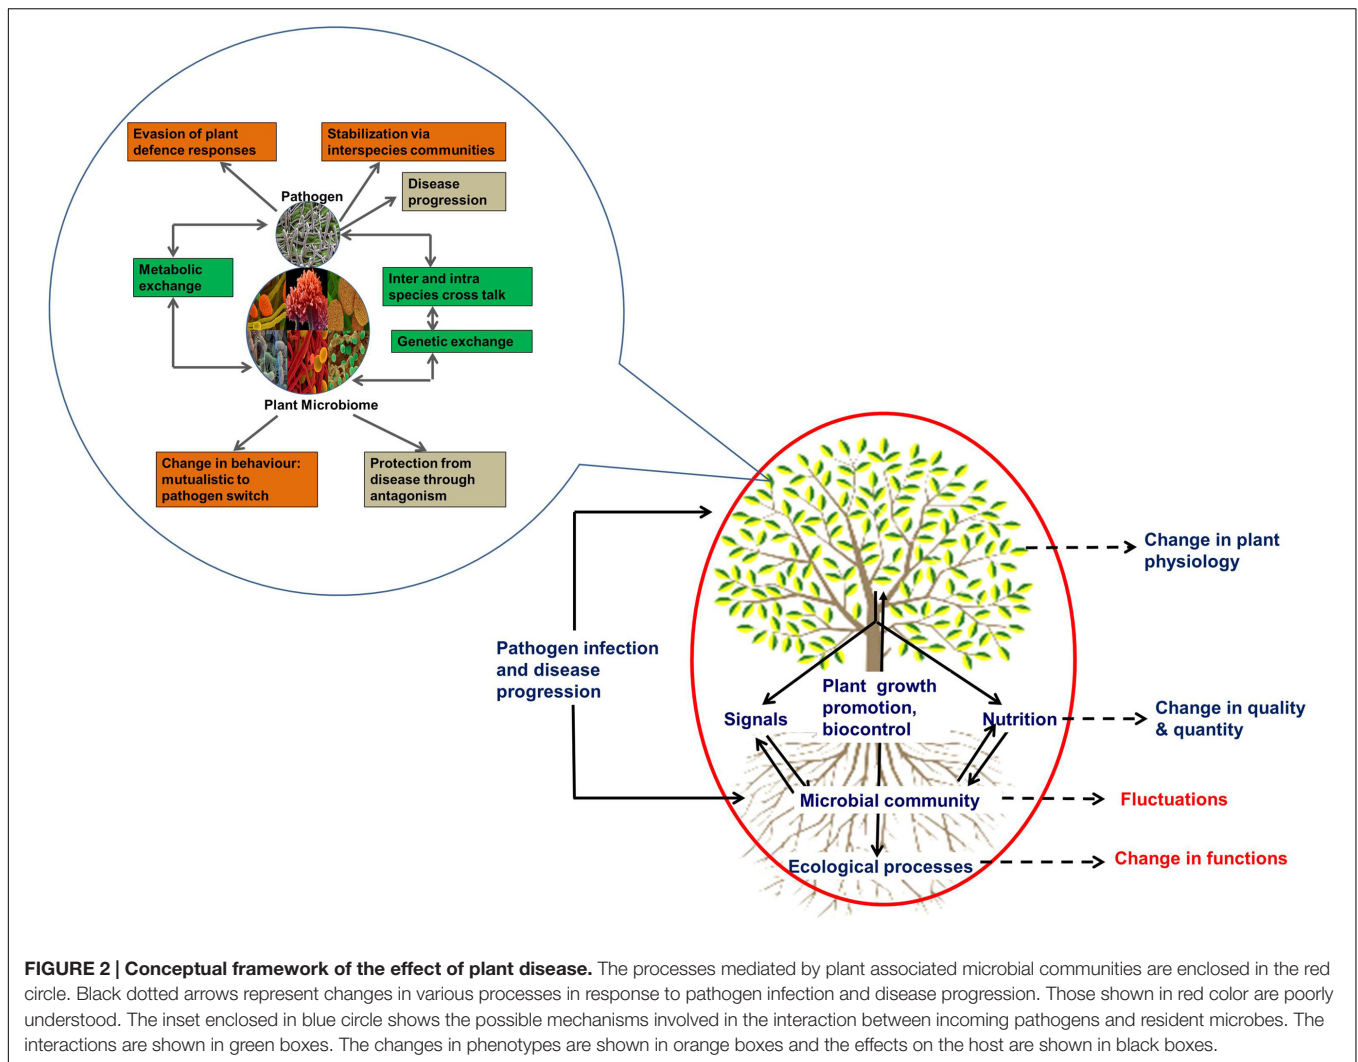 Evasion of plant
defence responses
Stabilization via
interspecies communities
Disease
progression
Pathogen
Metabolic
exchange
Inter and intra
species cross talk
Genetic exchange
Plant Microbiome
Change in behaviour:
mutualistic to
pathogen switch
Protection from
disease through
antagonism
Pathogen infection
and disease
progression
Change in plant
physiology
Signals
Plant growth
promotion,
biocontrol
Nutrition
Change in quality
& quantity
Microbial community
Fluctuations
Ecological processes
Change in functions
FIGURE 2 | Conceptual framework of the effect of plant disease. The processes mediated by plant associated microbial communities are enclosed in the red
circle. Black dotted arrows represent changes in various processes in response to pathogen infection and disease progression. Those shown in red color are poorly
understood. The inset enclosed in blue circle shows the possible mechanisms involved in the interaction between incoming pathogens and resident microbes. The
interactions are shown in green boxes. The changes in phenotypes are shown in orange boxes and the effects on the host are shown in black boxes.